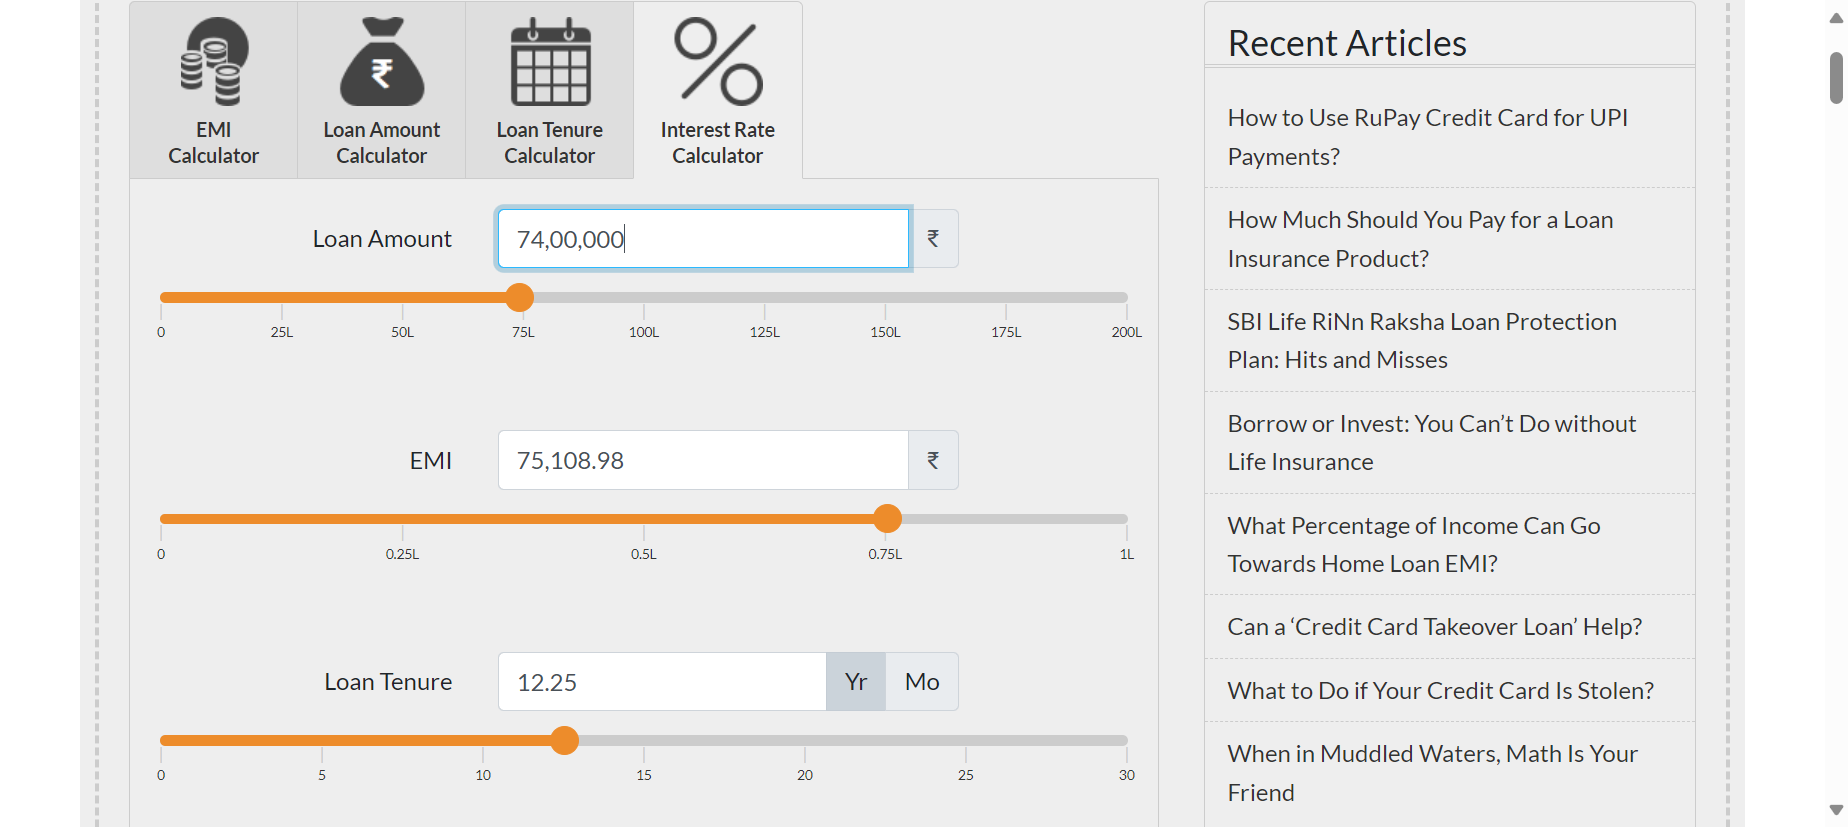 EMI
Calculator
Loan Amount
Calculator
Loan Tenure
Calculator
Interest Rate
Calculator
Loan Amount
74,00,000
₹
0
25L
50L
75L
100L
125L
150L
175L
200L
EMI
75,108.98
₹
0
0.25L
0.5L
0.75L
1L
Loan Tenure
12.25
Yr
Mo
0
5
10
15
20
25
30
Recent Articles
How to Use RuPay Credit Card for UPI
Payments?
How Much Should You Pay for a Loan
Insurance Product?
SBI Life RiNn Raksha Loan Protection
Plan: Hits and Misses
Borrow or Invest: You Can’t Do without
Life Insurance
What Percentage of Income Can Go
Towards Home Loan EMI?
Can a ‘Credit Card Takeover Loan’ Help?
What to Do if Your Credit Card Is Stolen?
When in Muddled Waters, Math Is Your
Friend